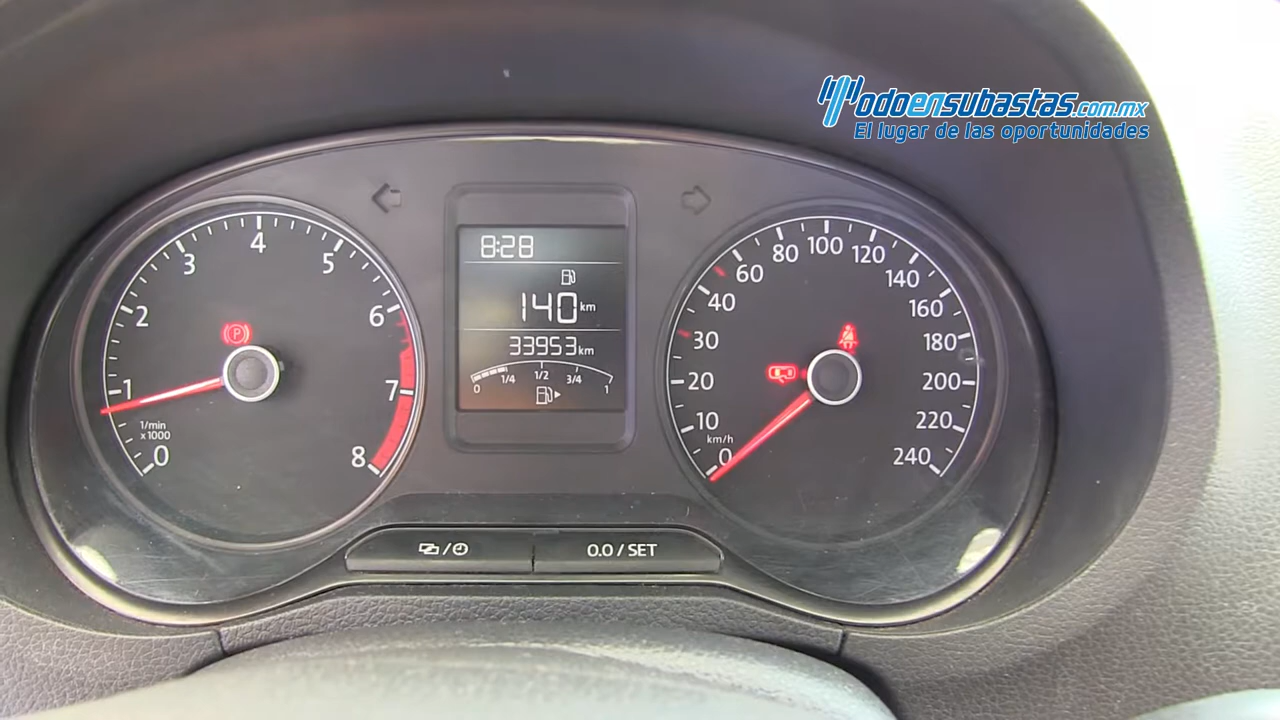 Todoensubastas.com.mx
El lugar de las oportunidades
8:28
140 km
33953 km
0 1/4 1/2 3/4 1
0 1 2 3 4 5 6 7 8
1/min
x 1000
P
0 10 20 30 40 60 80 100 120 140 160 180 200 220 240
km/h
0.0 / SET